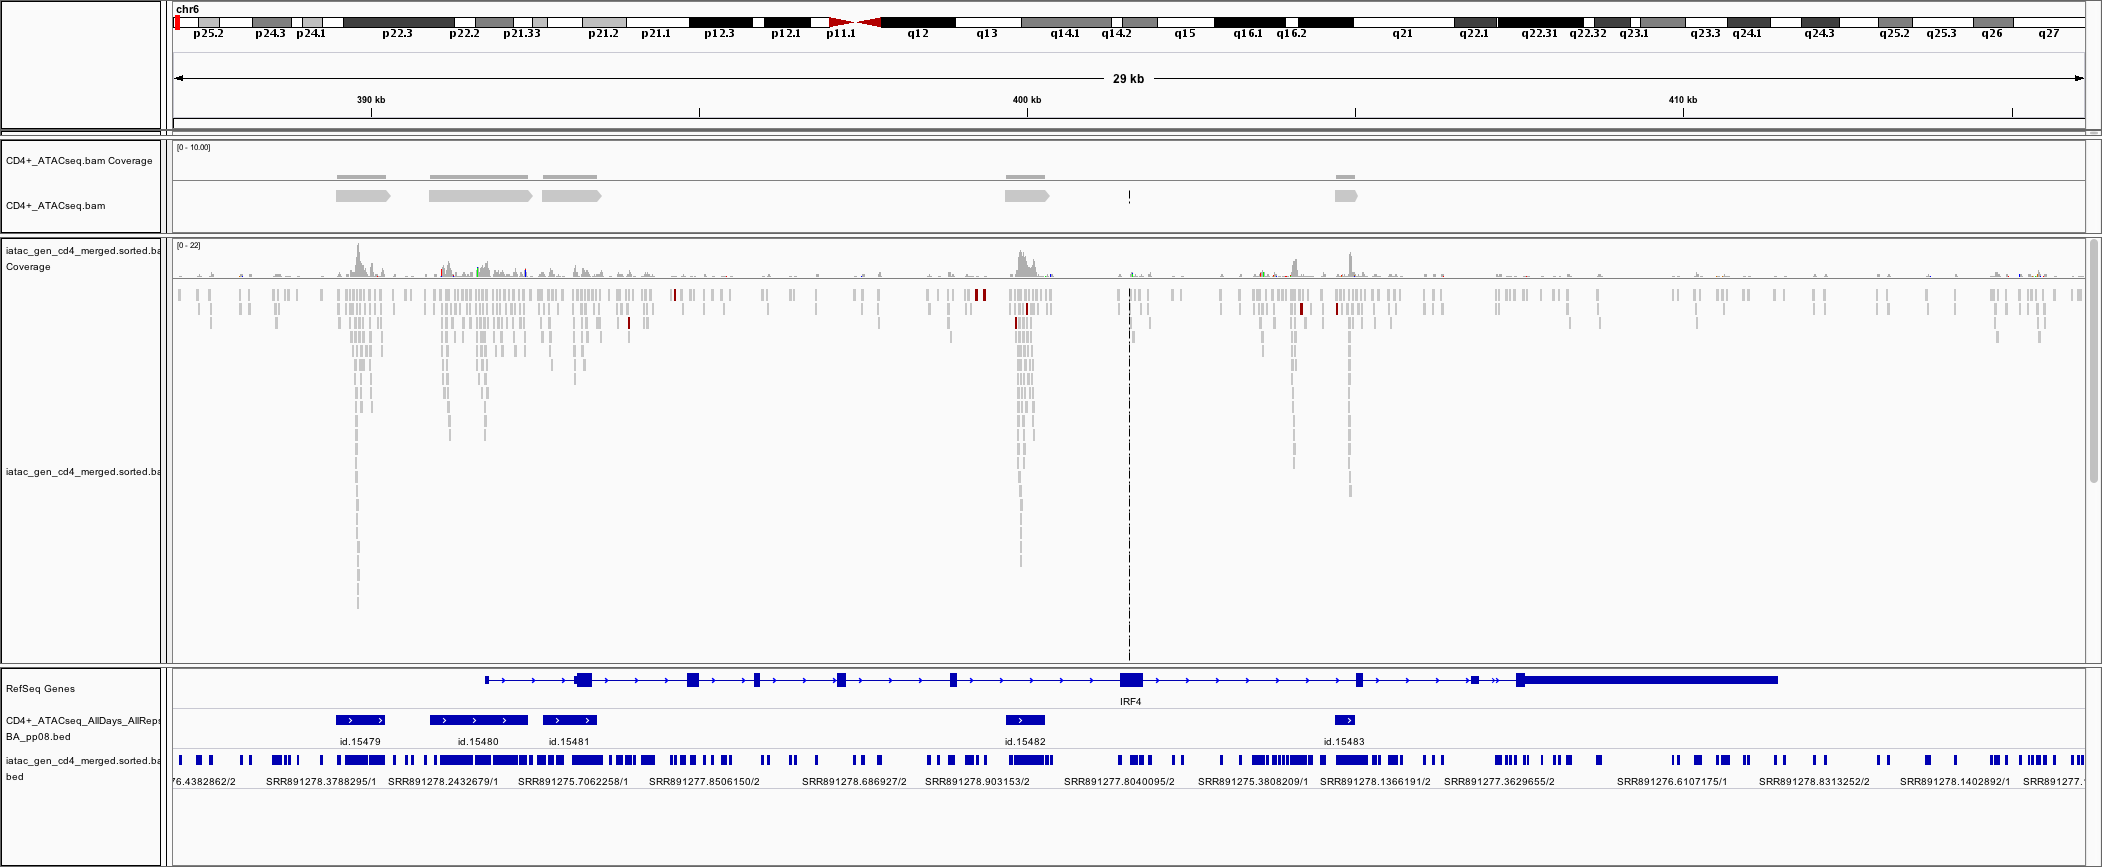 chr6
p25.2 p24.3 p24.1 p22.3 p22.2 p21.33 p21.2 p21.1 p12.3 p12.1 p11.1 q12 q13 q14.1 q14.2 q15 q16.1 q16.2 q21 q22.1 q22.31 q22.32 q23.1 q23.3 q24.1 q24.3 q25.2 q25.3 q26 q27
29 kb
390 kb 400 kb 410 kb
[0 - 10.00]
CD4+_ATACseq.bam Coverage
CD4+_ATACseq.bam
[0 - 22]
iatac_gen_cd4_merged.sorted.ba
Coverage
iatac_gen_cd4_merged.sorted.ba
RefSeq Genes
IRF4
CD4+_ATACseq_AllDays_AllReps
BA_pp08.bed
id.15479 id.15480 id.15481 id.15482 id.15483
iatac_gen_cd4_merged.sorted.ba
bed
76.4382862/2 SRR891278.3788295/1 SRR891278.2432679/1 SRR891275.7062258/1 SRR891277.8506150/2 SRR891278.686927/2 SRR891278.903153/2 SRR891277.8040095/2 SRR891275.3808209/1 SRR891278.1366191/2 SRR891277.3629655/2 SRR891276.6107175/1 SRR891278.8313252/2 SRR891278.1402892/1 SRR891277.